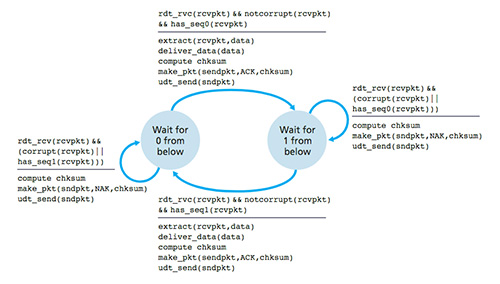 rdt_rvc(rcvpkt) && notcorrupt(rcvpkt)
&& has_seq0(rcvpkt)
extract(rcvpkt,data)
deliver_data(data)
compute chksum
make_pkt(sendpkt,ACK,chksum)
udt_send(sndpkt)
rdt_rcv(rcvpkt) &&
(corrupt(rcvpkt)||
has_seq0(rcvpkt)))
compute chksum
make_pkt(sndpkt,NAK,chksum)
udt_send(sndpkt)
Wait for
0 from
below
Wait for
1 from
below
rdt_rvc(rcvpkt) &&
(corrupt(rcvpkt)||
has_seq1(rcvpkt)))
compute chksum
make_pkt(sndpkt,NAK,chksum)
udt_send(sndpkt)
rdt_rvc(rcvpkt) && notcorrupt(rcvpkt)
&& has_seq1(rcvpkt)
extract(rcvpkt,data)
deliver_data(data)
compute chksum
make_pkt(sendpkt,ACK,chksum)
udt_send(sndpkt)